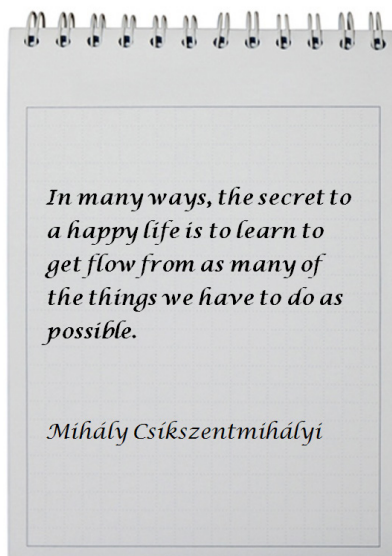 In many ways, the secret to
a happy life is to learn to
get flow from as many of
the things we have to do as
possible.
Mihály Csíkszentmihályi